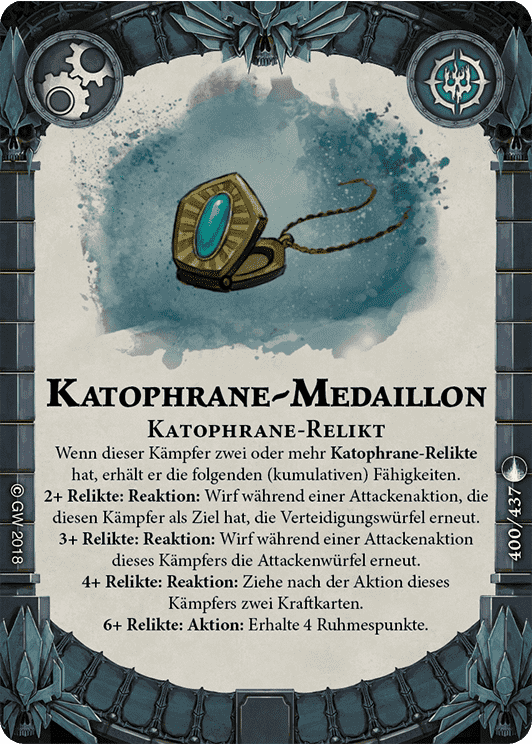 Katophrane-Medaillon
Katophrane-Relikt
Wenn dieser Kämpfer zwei oder mehr Katophrane-Relikte
hat, erhält er die folgenden (kumulativen) Fähigkeiten.
2+ Relikte: Reaktion: Wirf während einer Attackenaktion, die
diesen Kämpfer als Ziel hat, die Verteidigungswürfel erneut.
3+ Relikte: Reaktion: Wirf während einer Attackenaktion
dieses Kämpfers die Attackenwürfel erneut.
4+ Relikte: Reaktion: Ziehe nach der Aktion dieses
Kämpfers zwei Kraftkarten.
6+ Relikte: Aktion: Erhalte 4 Ruhmespunkte.
© GW 2018
400/437